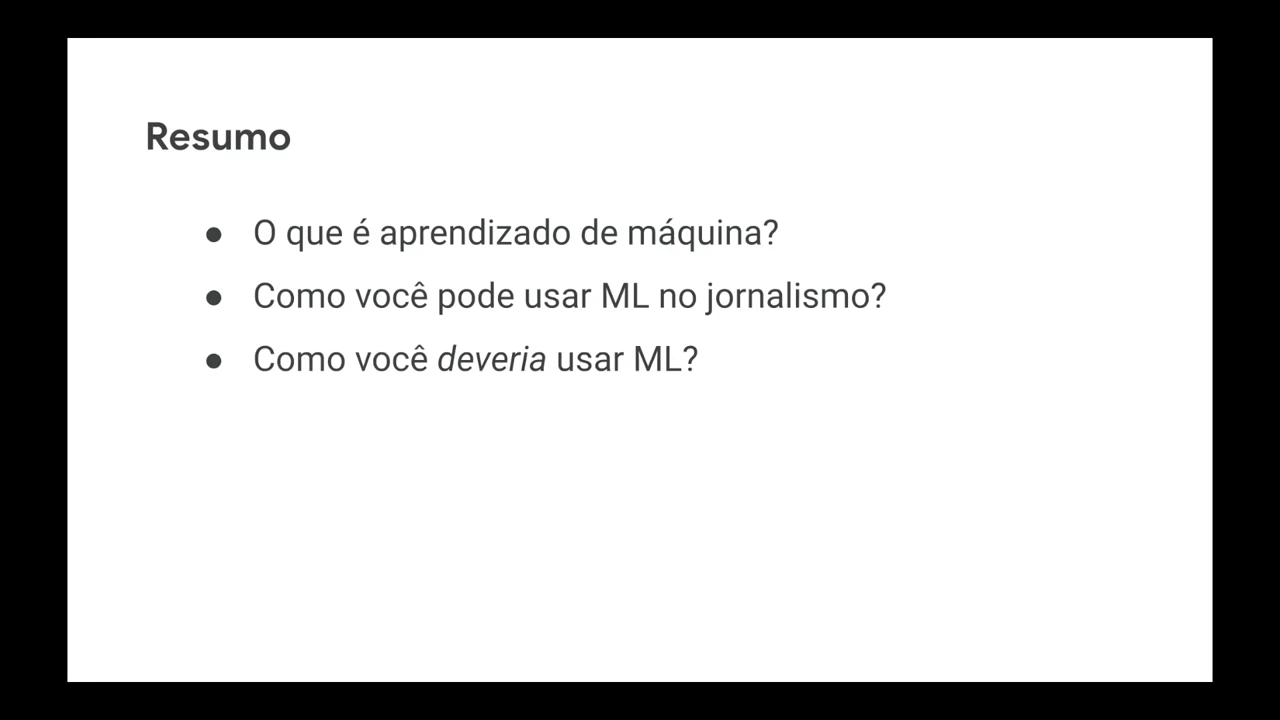 Resumo
● O que é aprendizado de máquina?
● Como você pode usar ML no jornalismo?
● Como você deveria usar ML?